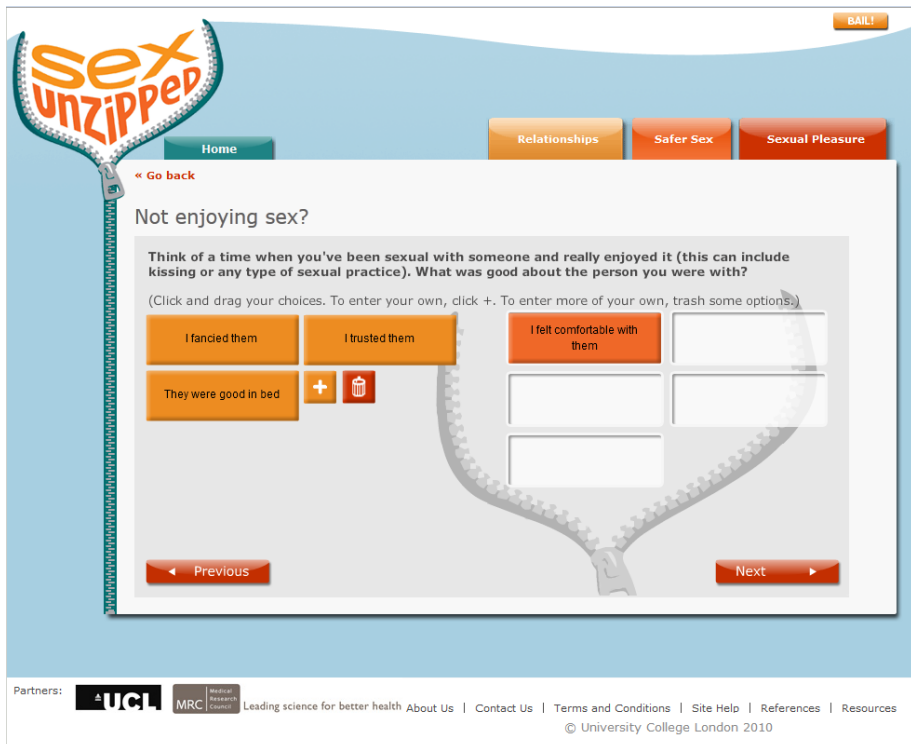 BAIL!
sex
unzipped
Home
Relationships
Safer Sex
Sexual Pleasure
« Go back
Not enjoying sex?
Think of a time when you've been sexual with someone and really enjoyed it (this can include
kissing or any type of sexual practice). What was good about the person you were with?
(Click and drag your choices. To enter your own, click +. To enter more of your own, trash some options.)
I fancied them
I trusted them
I felt comfortable with
them
They were good in bed
+
Previous
Next
Partners:
UCL
MRC
Medical
Research
Council
Leading science for better health
About Us | Contact Us | Terms and Conditions | Site Help | References | Resources
© University College London 2010